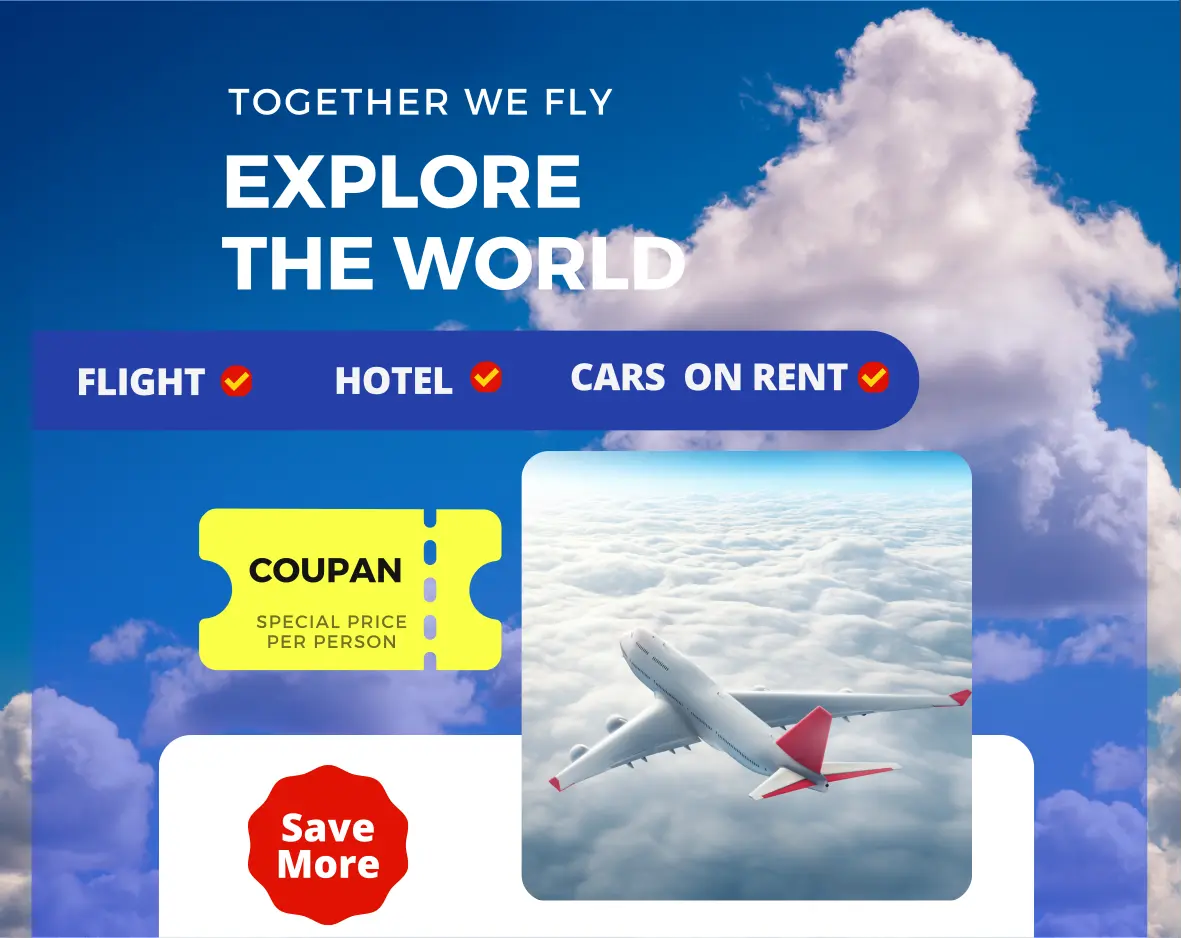 TOGETHER WE FLY
EXPLORE
THE WORLD
FLIGHT HOTEL CARS ON RENT
COUPAN
SPECIAL PRICE
PER PERSON
Save
More